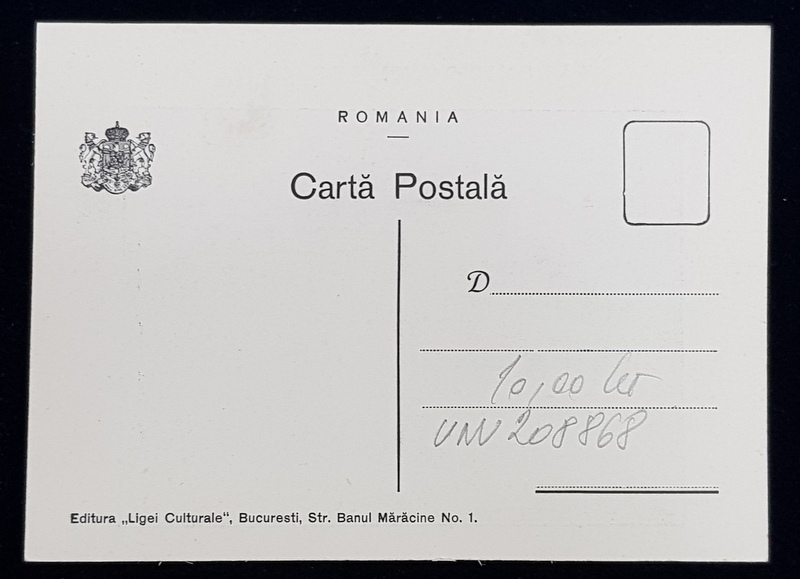 ROMANIA
Cartă Postală
D
10,00 lei
UNV 208868
Editura „Ligei Culturale“, Bucuresti, Str. Banul Mărăcine No. 1.